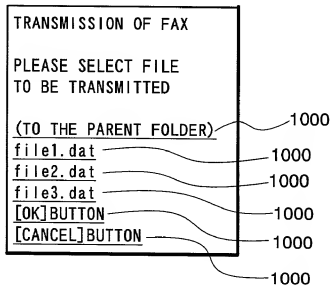 TRANSMISSION OF FAX
PLEASE SELECT FILE
TO BE TRANSMITTED
(TO THE PARENT FOLDER) 1000
file1.dat 1000
file2.dat 1000
file3.dat 1000
[OK]BUTTON 1000
[CANCEL]BUTTON 1000